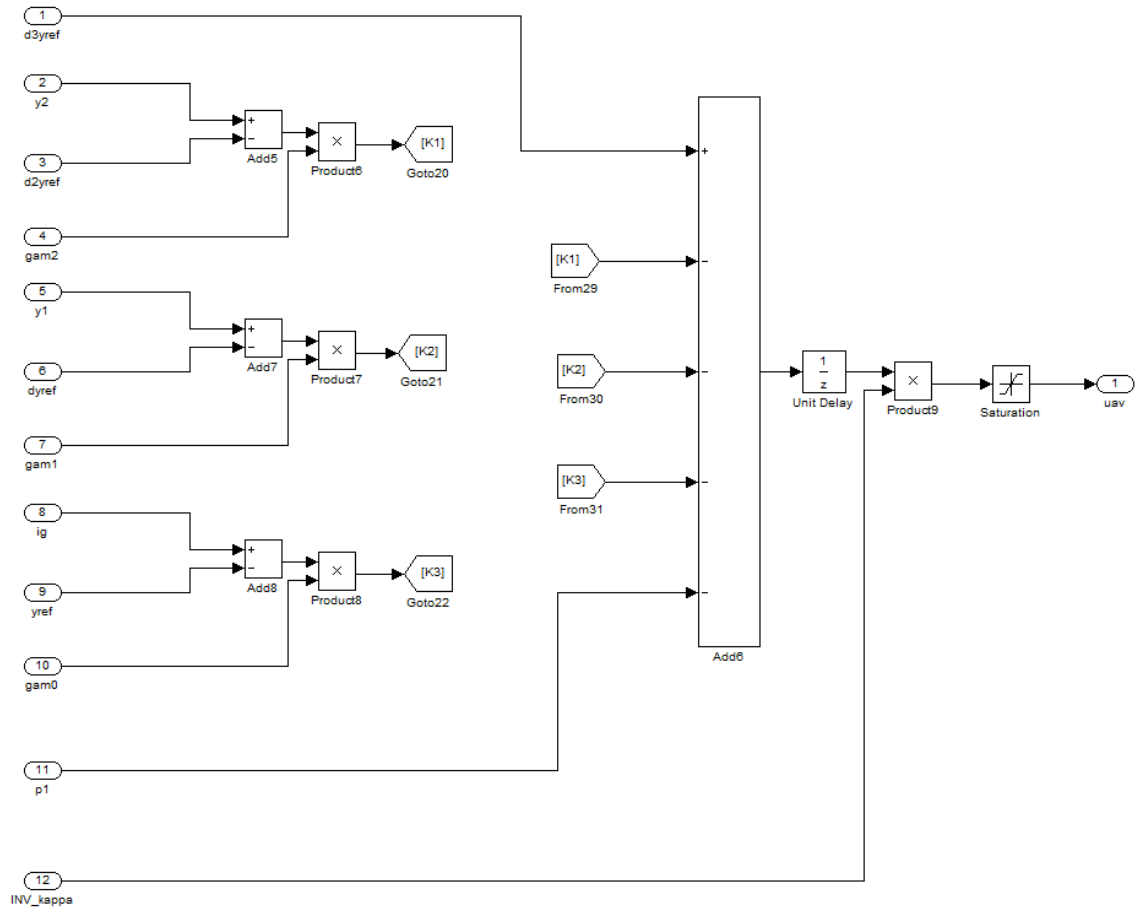 1
d3yref
2
y2
+
−
Add5
3
d2yref
×
Product6
[K1]
Goto20
4
gam2
5
y1
+
−
Add7
6
dyref
×
Product7
[K2]
Goto21
7
gam1
8
ig
+
−
Add8
9
yref
×
Product8
[K3]
Goto22
10
gam0
11
p1
12
INV_kappa
[K1]
From29
[K2]
From30
[K3]
From31
+
−
−
−
−
Add6
1
z
Unit Delay
×
Product9
Saturation
1
uav